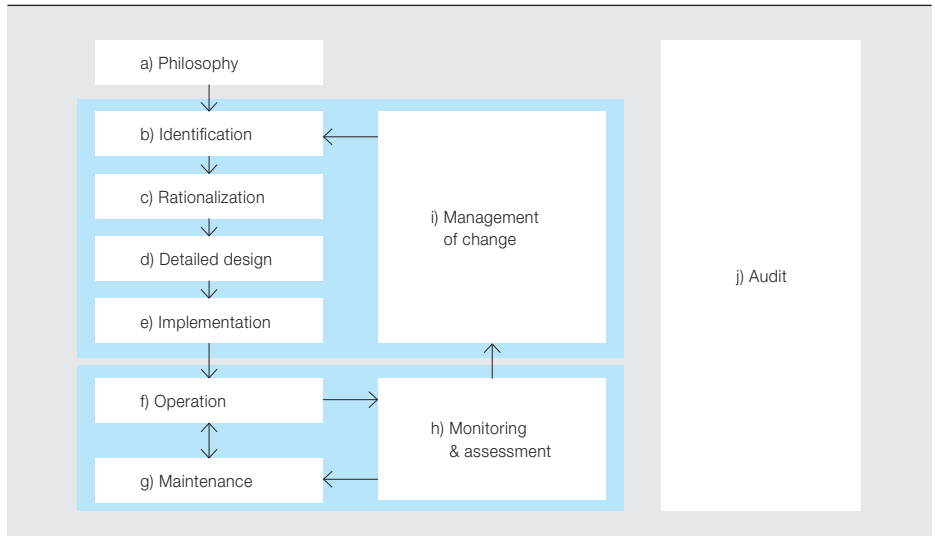 a) Philosophy
b) Identification
c) Rationalization
d) Detailed design
e) Implementation
f) Operation
g) Maintenance
i) Management
of change
h) Monitoring
& assessment
j) Audit